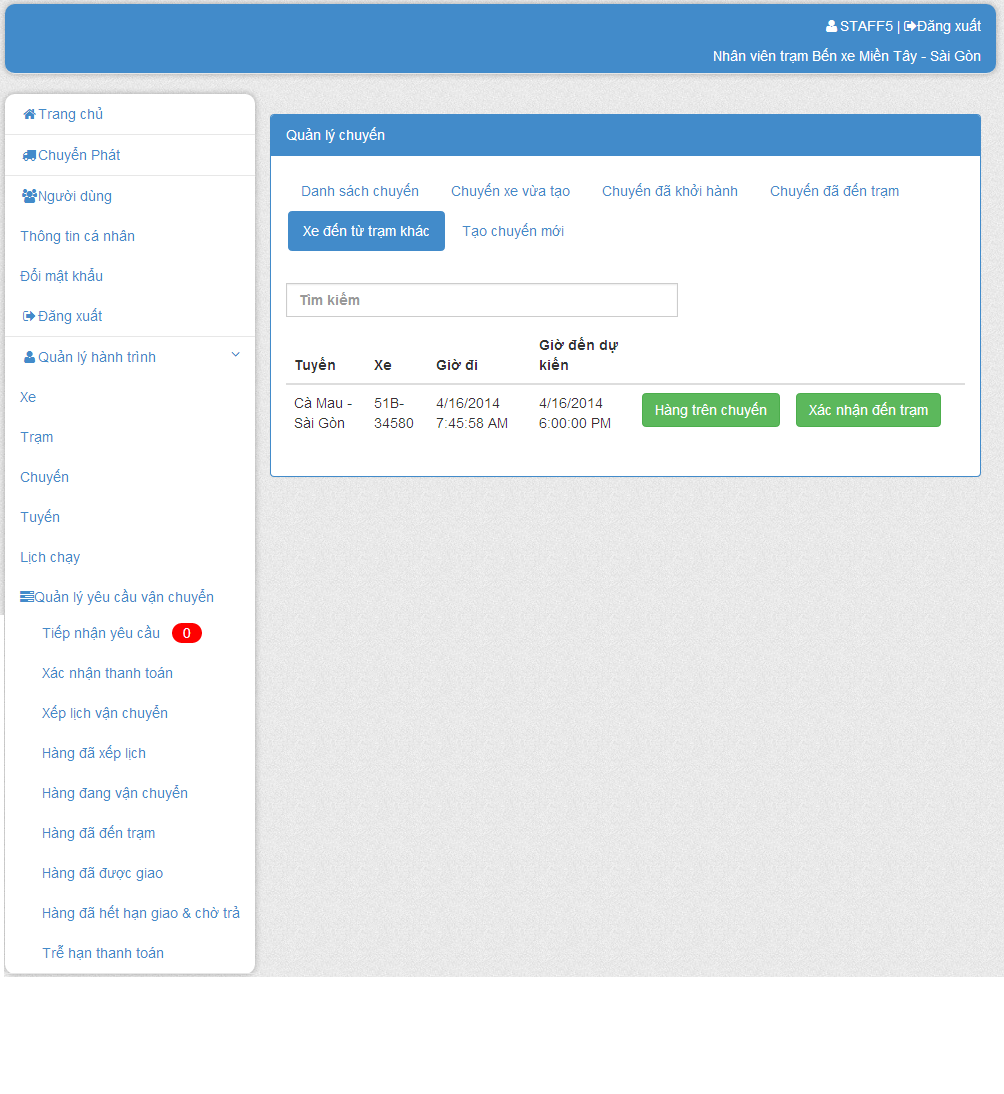 STAFF5 | Đăng xuất
Nhân viên trạm Bến xe Miền Tây - Sài Gòn
Trang chủ
Chuyển Phát
Người dùng
Thông tin cá nhân
Đổi mật khẩu
Đăng xuất
Quản lý hành trình
Xe
Trạm
Chuyến
Tuyến
Lịch chạy
Quản lý yêu cầu vận chuyển
Tiếp nhận yêu cầu 0
Xác nhận thanh toán
Xếp lịch vận chuyển
Hàng đã xếp lịch
Hàng đang vận chuyển
Hàng đã đến trạm
Hàng đã được giao
Hàng đã hết hạn giao & chờ trả
Trễ hạn thanh toán
Quản lý chuyến
Danh sách chuyến Chuyến xe vừa tạo Chuyến đã khởi hành Chuyến đã đến trạm
Xe đến từ trạm khác Tạo chuyến mới
Tìm kiếm
Tuyến Xe Giờ đi Giờ đến dự
kiến
Cà Mau - 51B- 4/16/2014 4/16/2014 Hàng trên chuyến Xác nhận đến trạm
Sài Gòn 34580 7:45:58 AM 6:00:00 PM